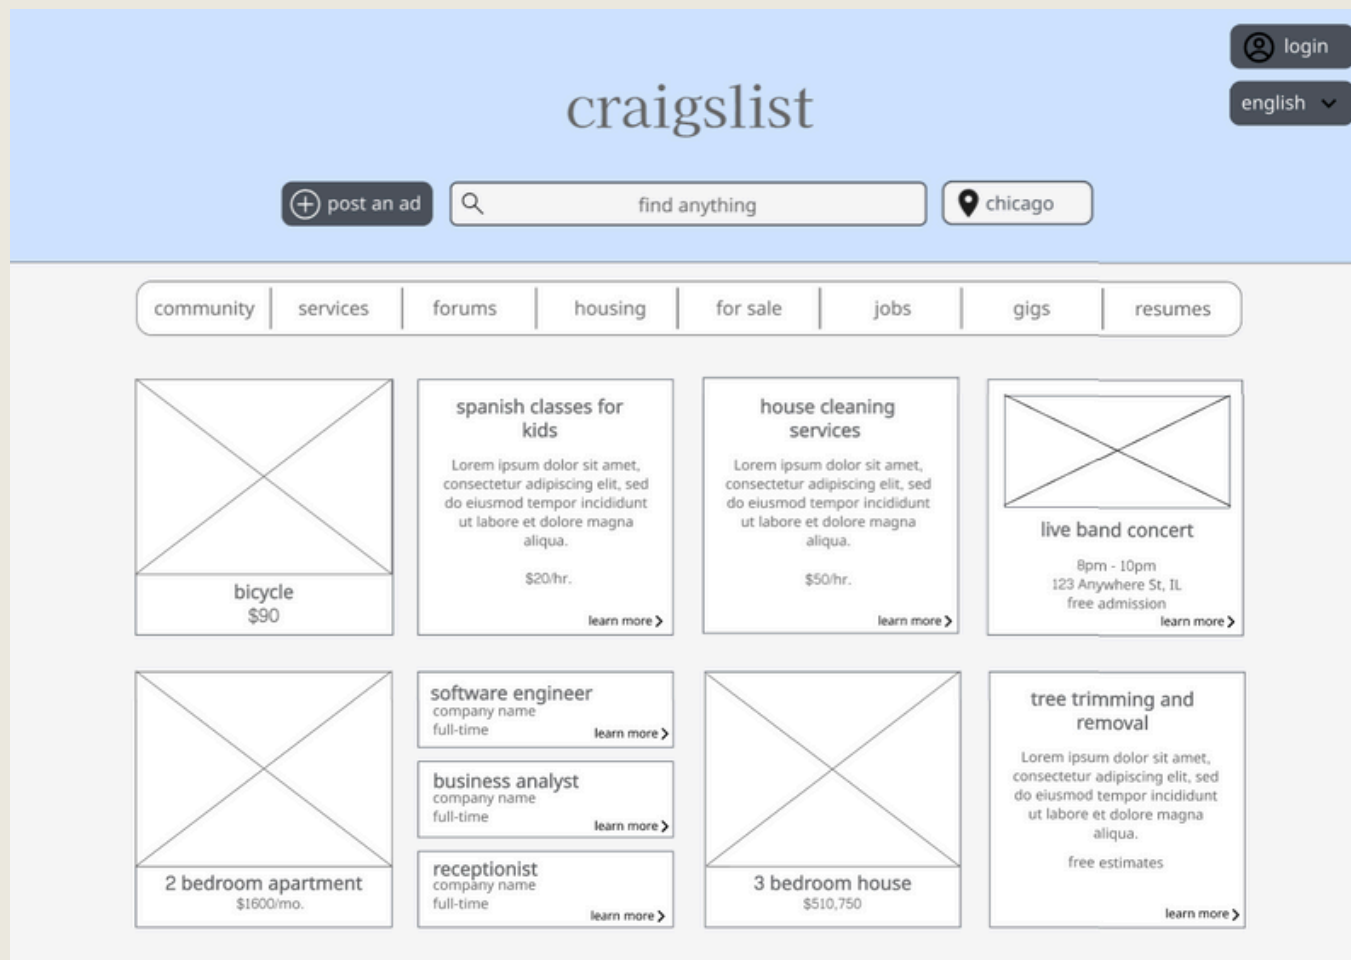 login
craigslist
english
post an ad
find anything
chicago
community services forums housing for sale jobs gigs resumes
bicycle
$90
spanish classes for
kids
Lorem ipsum dolor sit amet,
consectetur adipiscing elit, sed
do eiusmod tempor incididunt
ut labore et dolore magna
aliqua.
$20/hr.
learn more
house cleaning
services
Lorem ipsum dolor sit amet,
consectetur adipiscing elit, sed
do eiusmod tempor incididunt
ut labore et dolore magna
aliqua.
$50/hr.
learn more
live band concert
8pm - 10pm
123 Anywhere St, IL
free admission
learn more
2 bedroom apartment
$1600/mo.
software engineer
company name
full-time
learn more
business analyst
company name
full-time
learn more
receptionist
company name
full-time
learn more
3 bedroom house
$510,750
tree trimming and
removal
Lorem ipsum dolor sit amet,
consectetur adipiscing elit, sed
do eiusmod tempor incididunt
ut labore et dolore magna
aliqua.
free estimates
learn more